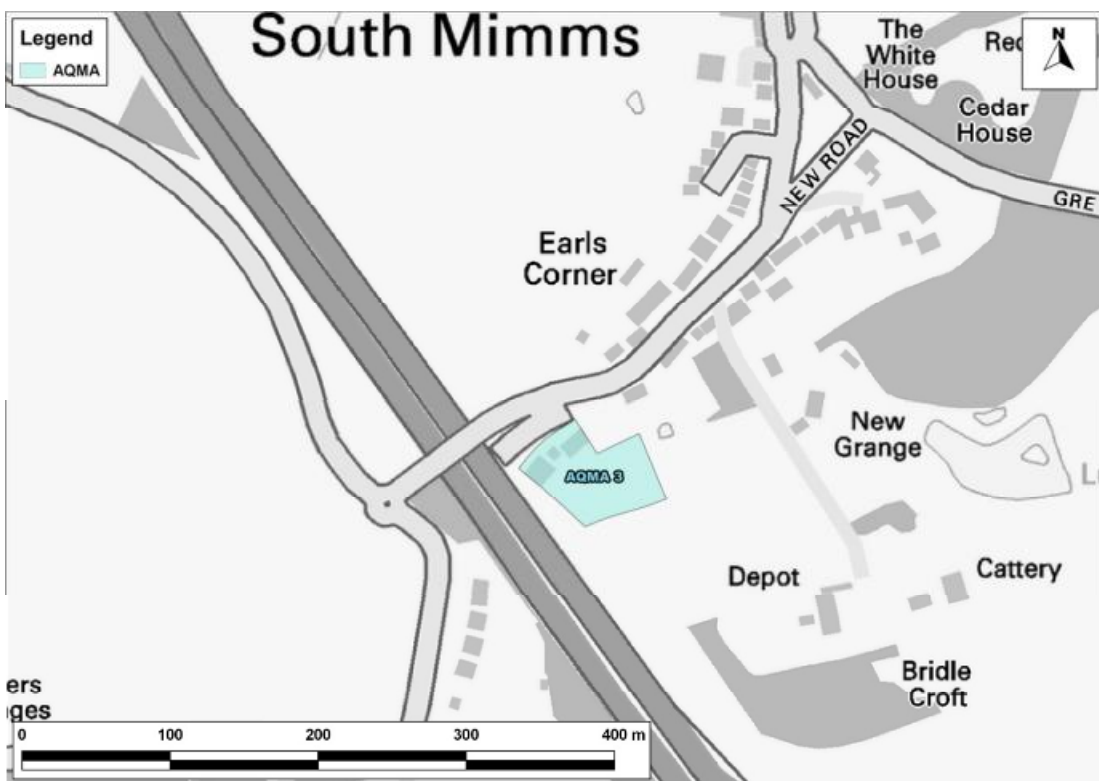 Legend
AQMA
South Mimms
N
The
White
House
Cedar
House
NEW ROAD
GRE
Earls
Corner
AQMA 3
New
Grange
Depot
Cattery
Bridle
Croft
ers
0 100 200 300 400 m